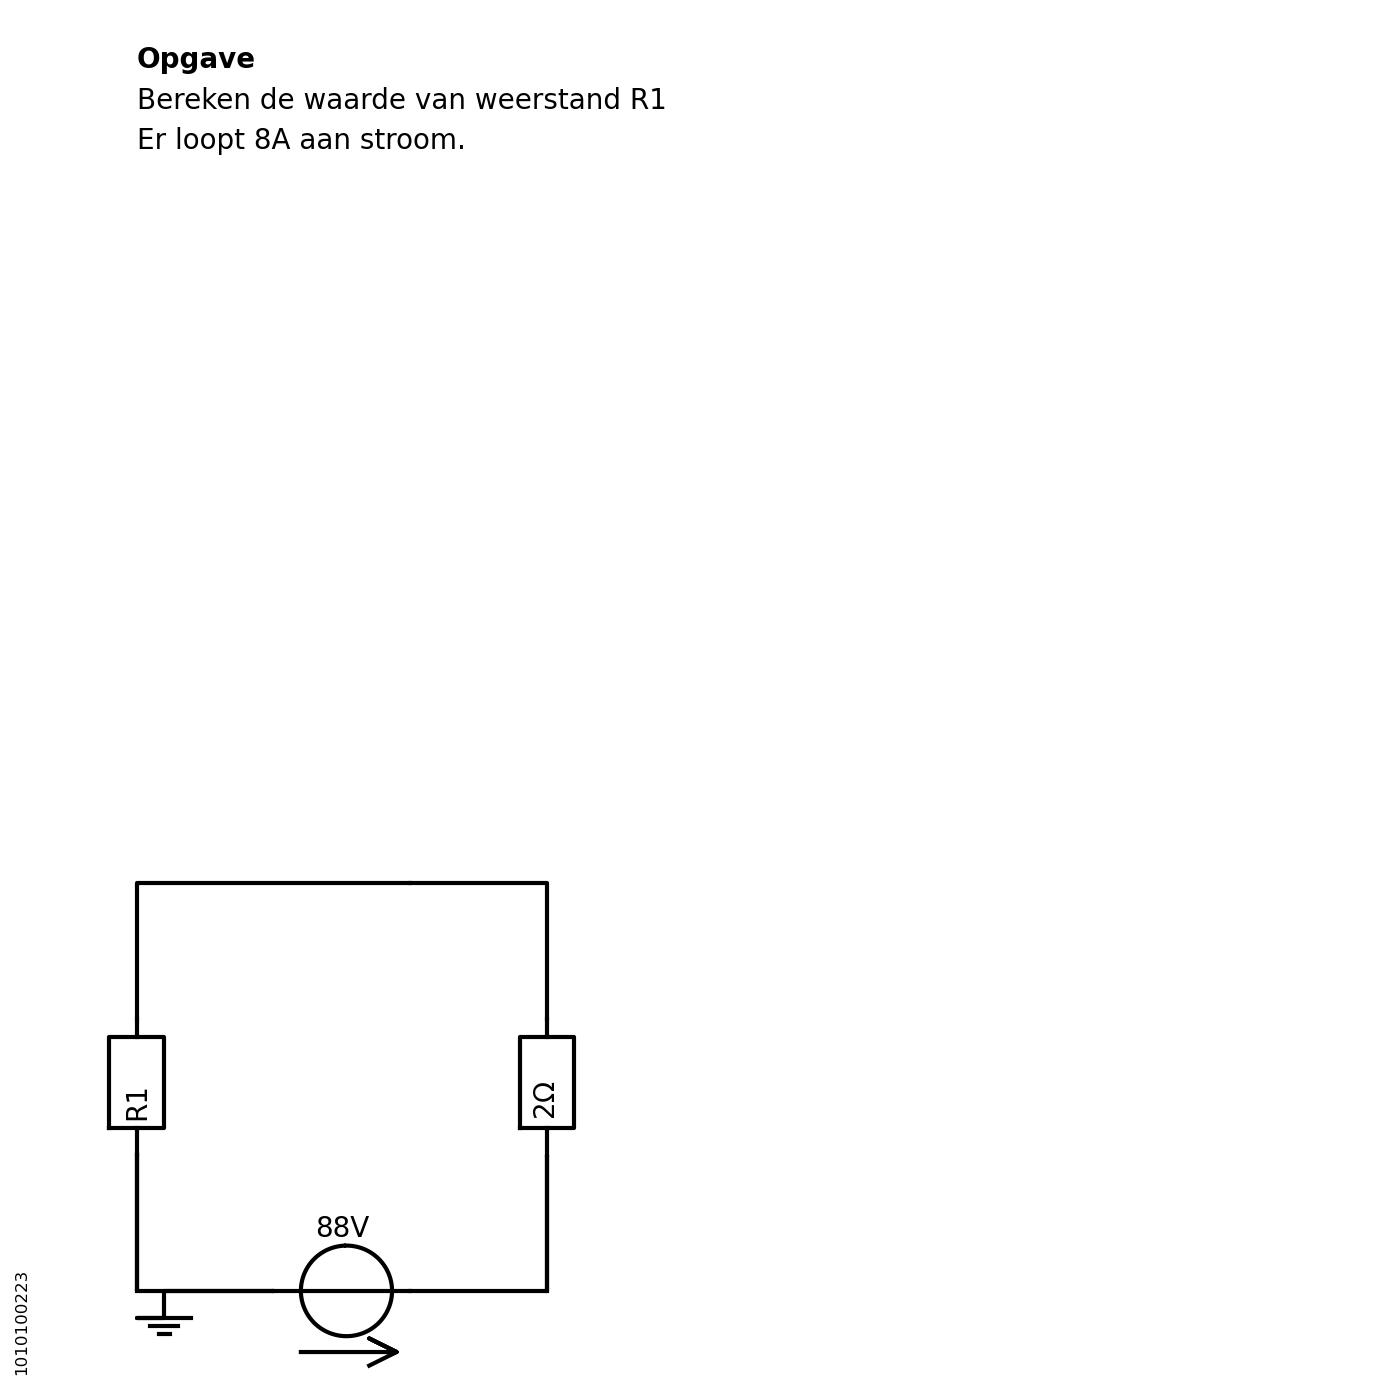 Opgave
Bereken de waarde van weerstand R1
Er loopt 8A aan stroom.
R1
2Ω
88V
1010100223